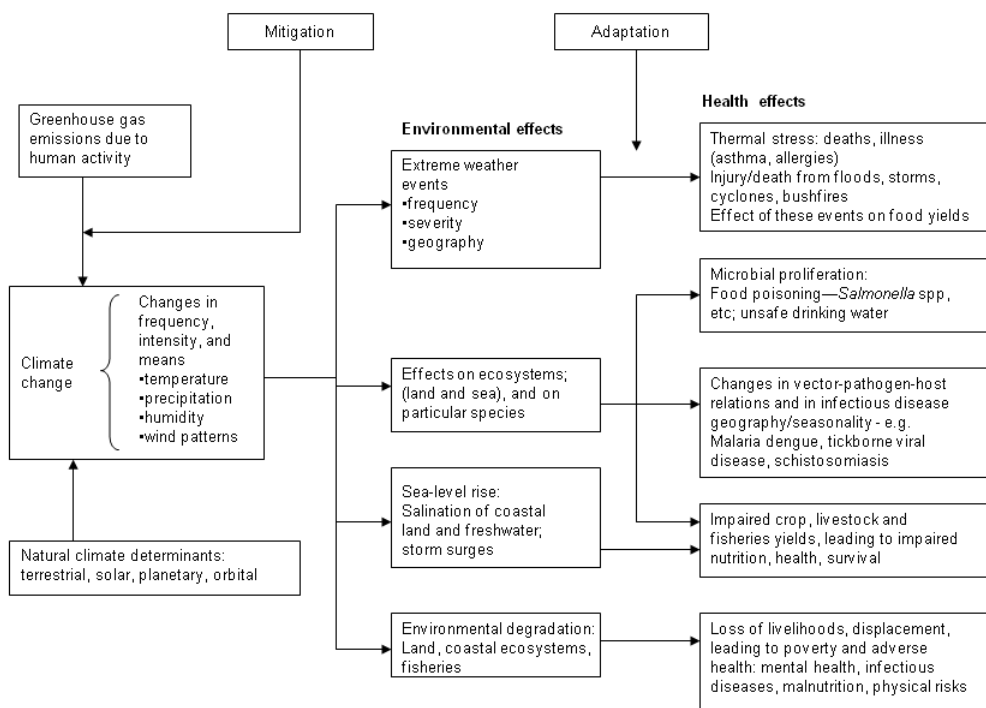 Mitigation
Adaptation
Greenhouse gas
emissions due to
human activity
Environmental effects
Health effects
Extreme weather
events
▪frequency
▪severity
▪geography
Thermal stress: deaths, illness
(asthma, allergies)
Injury/death from floods, storms,
cyclones, bushfires
Effect of these events on food yields
Climate
change
Changes in
frequency,
intensity, and
means
▪temperature
▪precipitation
▪humidity
▪wind patterns
Microbial proliferation:
Food poisoning—Salmonella spp,
etc; unsafe drinking water
Effects on ecosystems;
(land and sea), and on
particular species
Changes in vector-pathogen-host
relations and in infectious disease
geography/seasonality - e.g.
Malaria dengue, tickborne viral
disease, schistosomiasis
Sea-level rise:
Salination of coastal
land and freshwater;
storm surges
Impaired crop, livestock and
fisheries yields, leading to impaired
nutrition, health, survival
Natural climate determinants:
terrestrial, solar, planetary, orbital
Environmental degradation:
Land, coastal ecosystems,
fisheries
Loss of livelihoods, displacement,
leading to poverty and adverse
health: mental health, infectious
diseases, malnutrition, physical risks